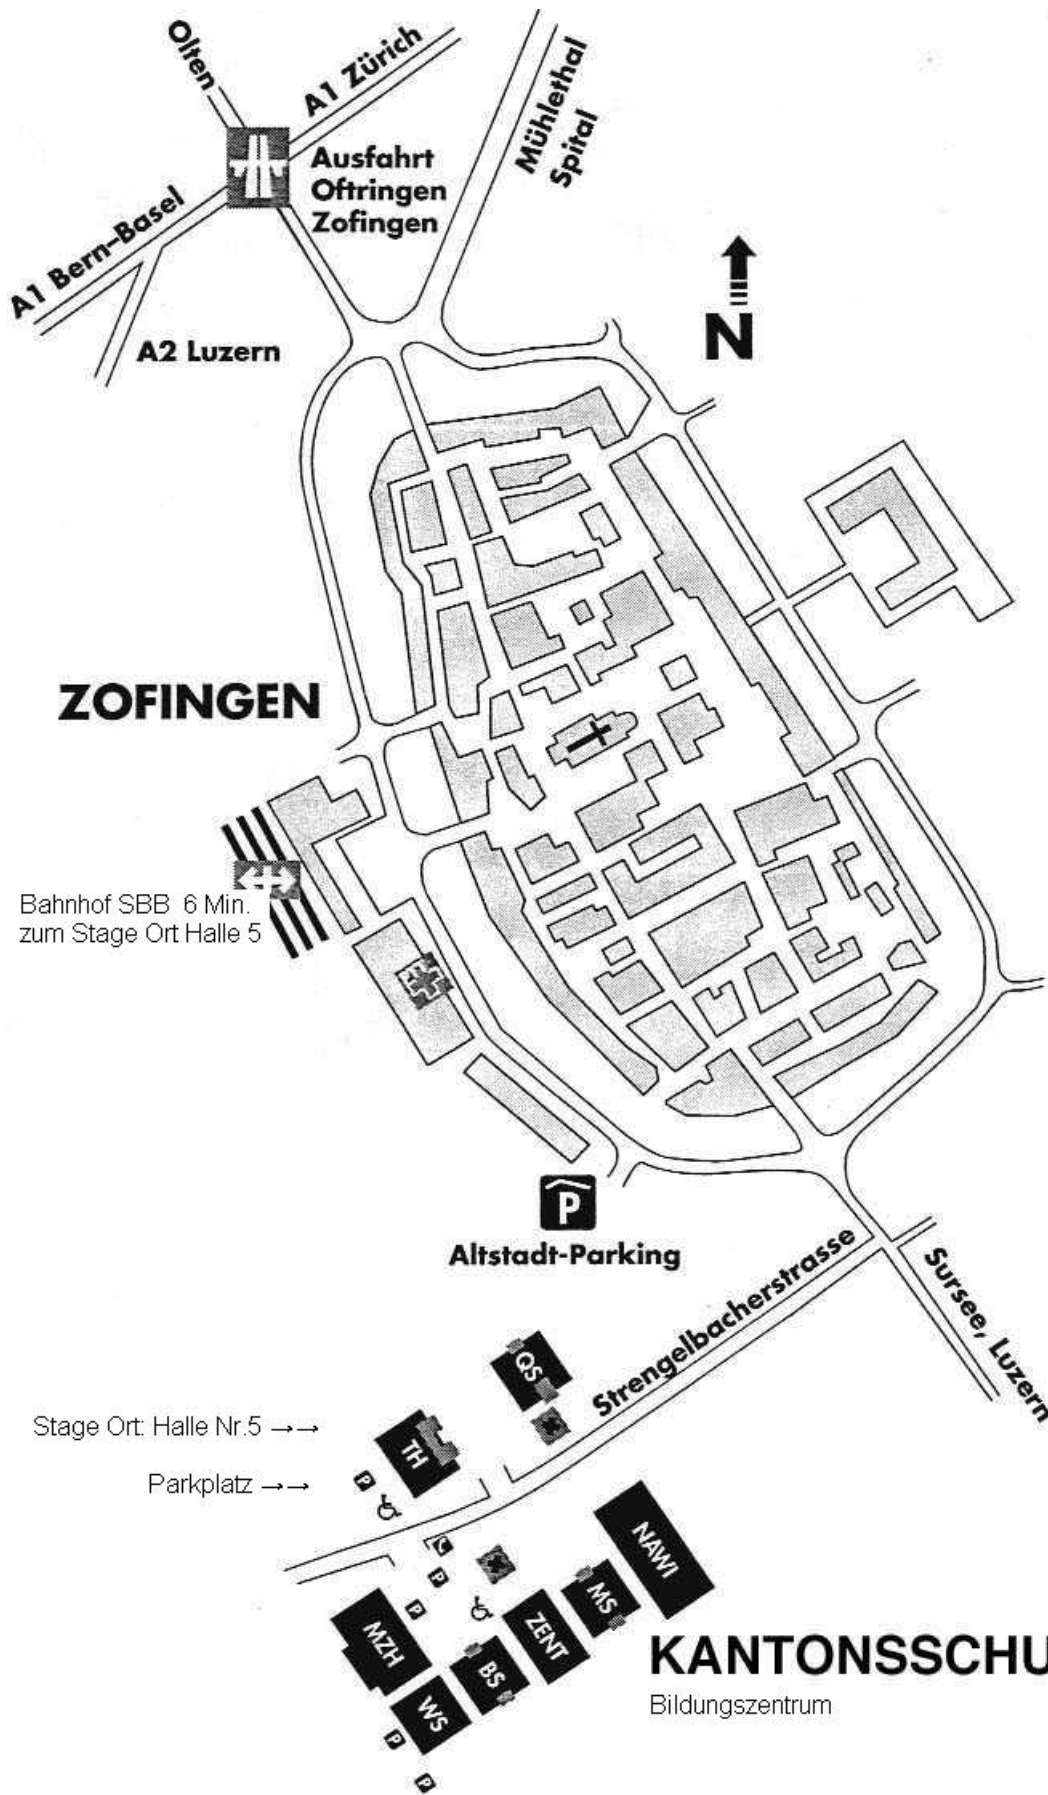 Olten
A1 Zürich
Mühlethal
Spital
Ausfahrt
Oftringen
Zofingen
A1 Bern-Basel
A2 Luzern
N
ZOFINGEN
Bahnhof SBB 6 Min.
zum Stage Ort Halle 5
P
Altstadt-Parking
Strengelbacherstrasse
Sursee, Luzern
QS
Stage Ort: Halle Nr.5 →→
TH
Parkplatz →→
P
NAWI
P
MS
P
ZENT
MZH
BS
WS
KANTONSSCHU
Bildungszentrum
P
P